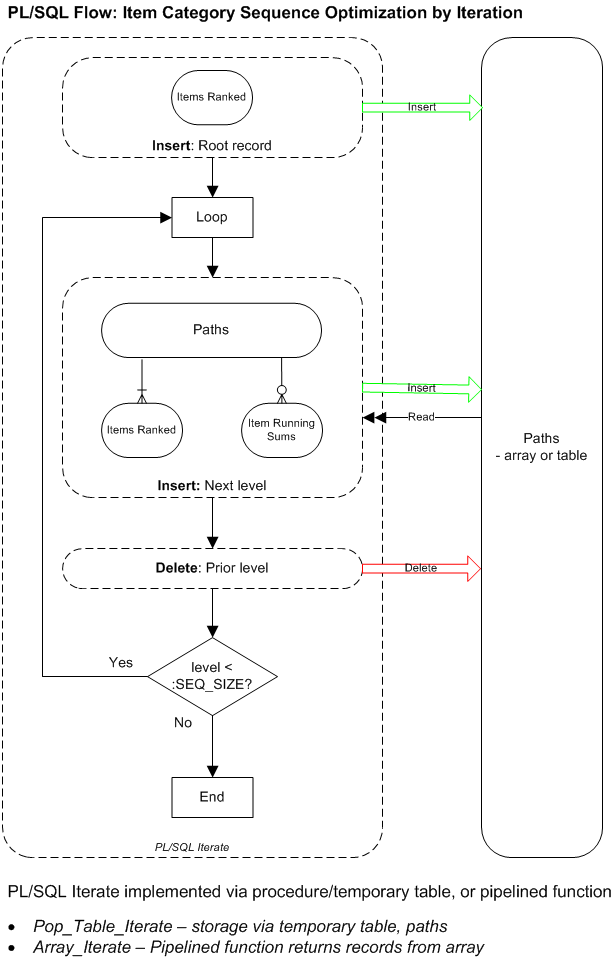 PL/SQL Flow: Item Category Sequence Optimization by Iteration
Items Ranked
Insert: Root record
Insert
Loop
Paths
Items Ranked
Item Running
Sums
Insert: Next level
Insert
Read
Paths
- array or table
Delete: Prior level
Delete
level <
:SEQ_SIZE?
Yes
No
End
PL/SQL Iterate
PL/SQL Iterate implemented via procedure/temporary table, or pipelined function
• Pop_Table_Iterate – storage via temporary table, paths
• Array_Iterate – Pipelined function returns records from array